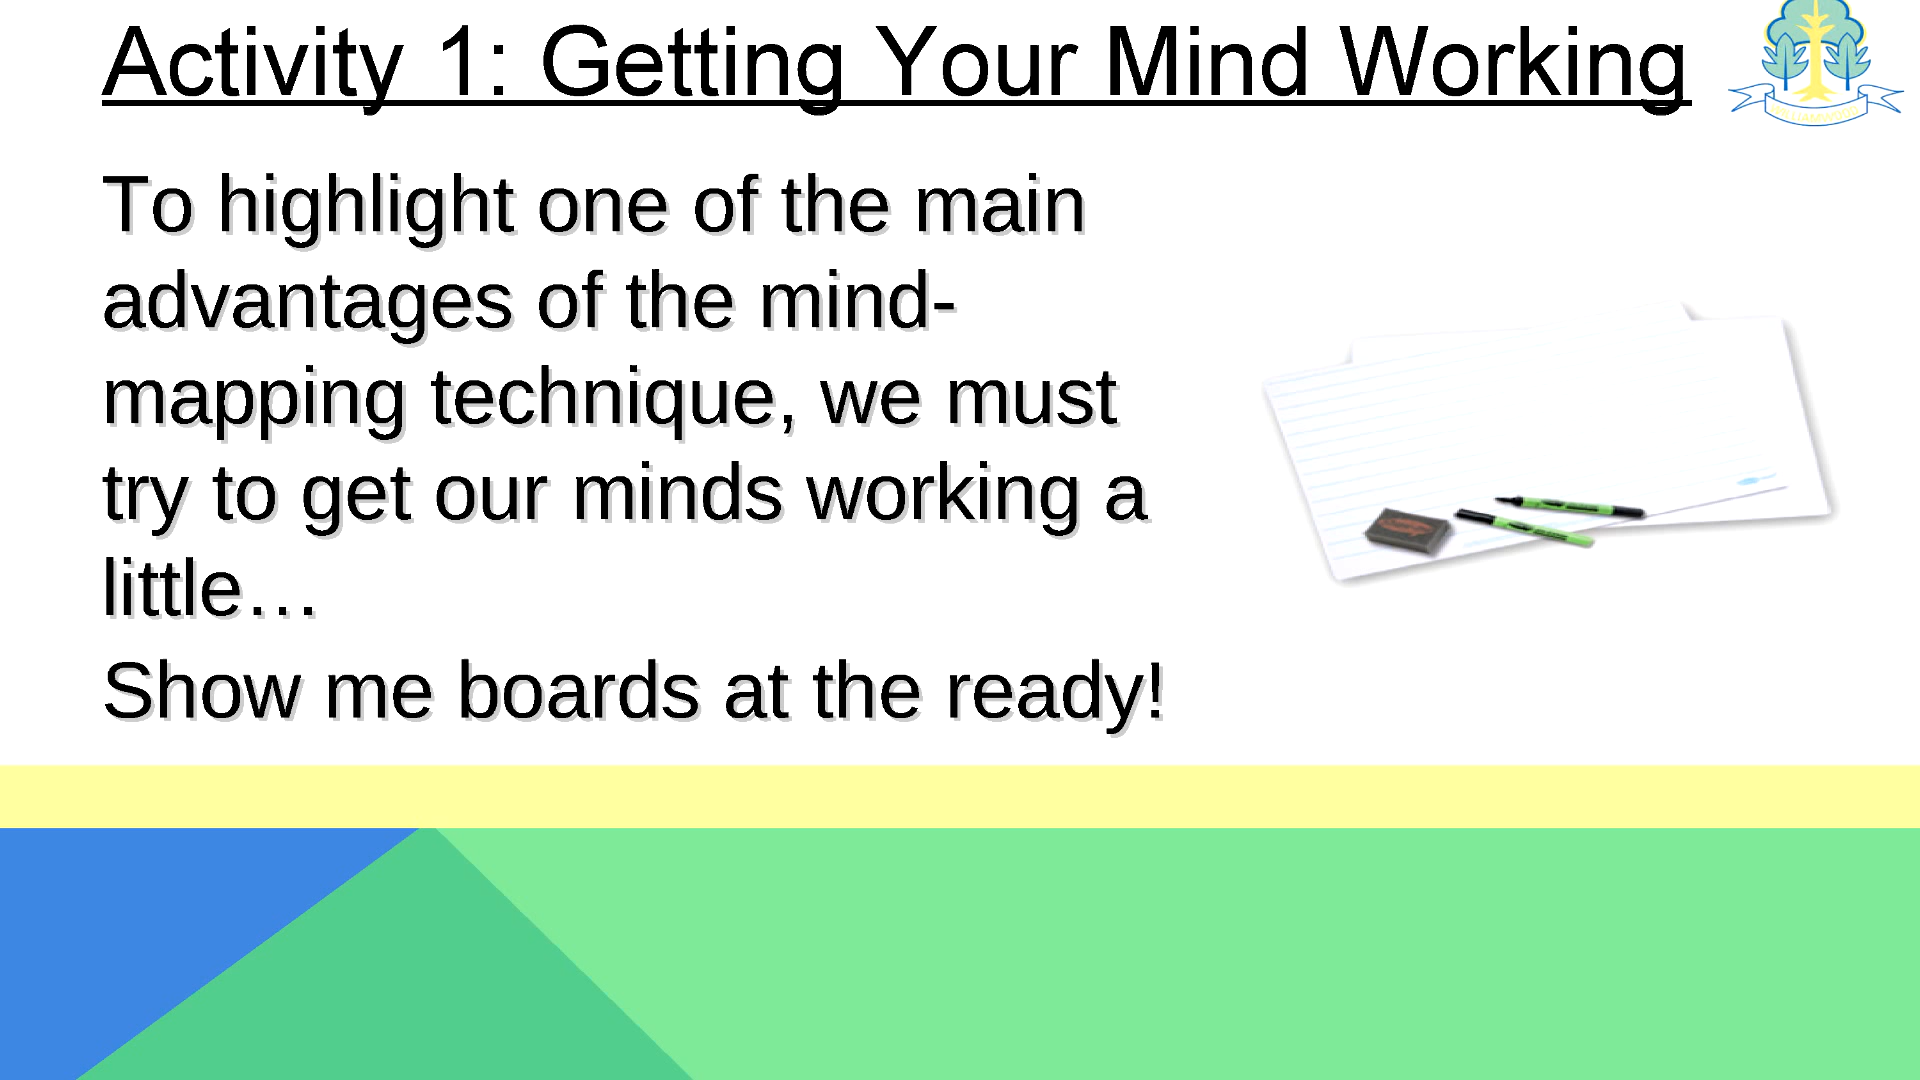 Activity 1: Getting Your Mind Working
To highlight one of the main
advantages of the mind-
mapping technique, we must
try to get our minds working a
little…
Show me boards at the ready!